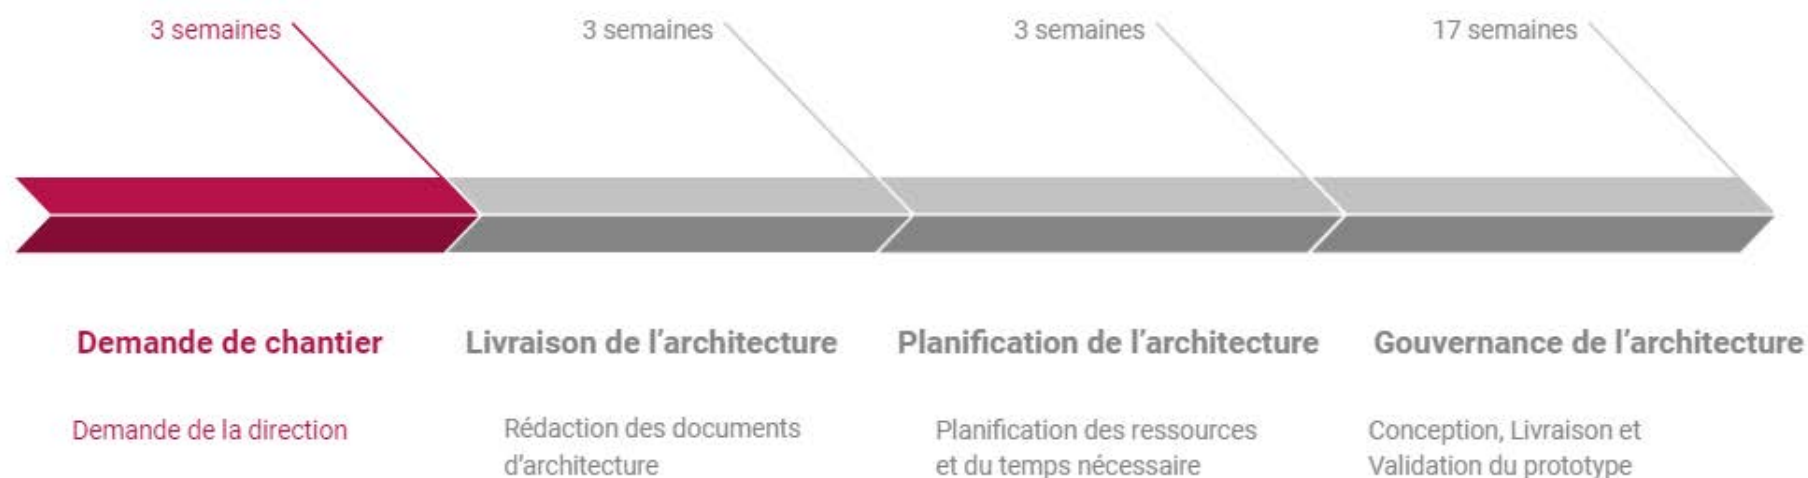 3 semaines
3 semaines
3 semaines
17 semaines
Demande de chantier
Livraison de l’architecture
Planification de l’architecture
Gouvernance de l’architecture
Demande de la direction
Rédaction des documents
d’architecture
Planification des ressources
et du temps nécessaire
Conception, Livraison et
Validation du prototype